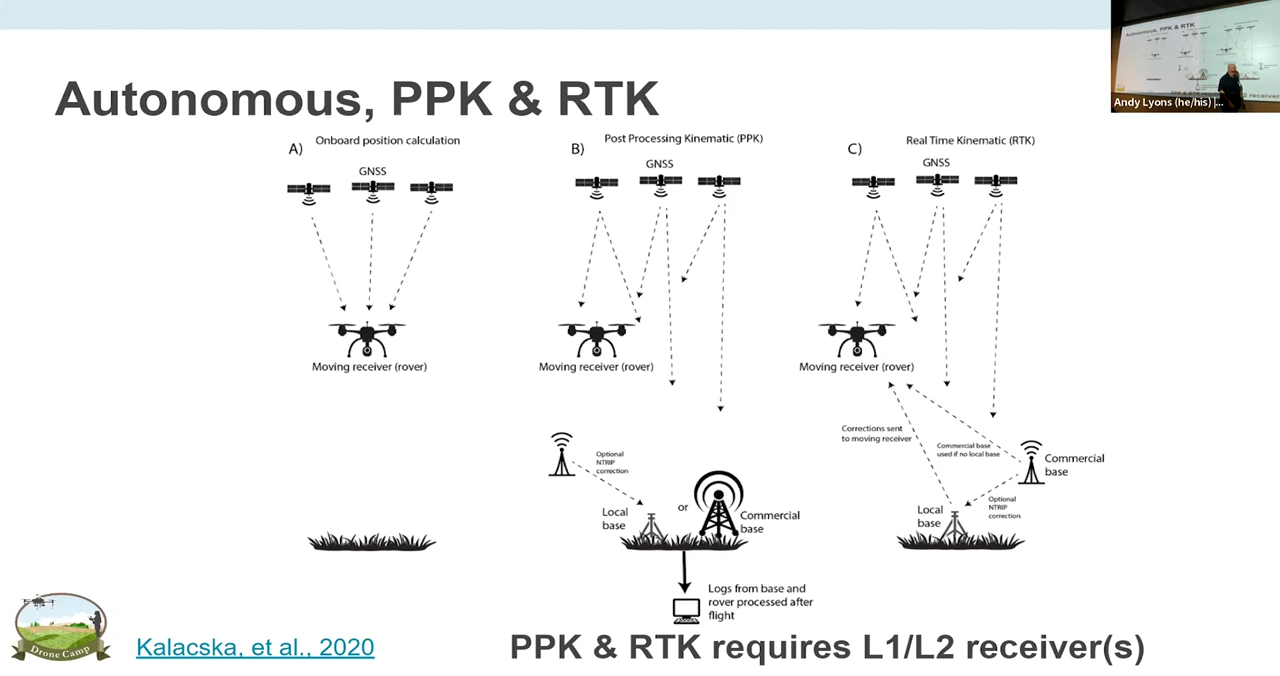 Autonomous, PPK & RTK
Autonomous, PPK & RTK
Andy Lyons (he/his) |...
A)
Onboard position calculation
GNSS
Moving receiver (rover)
B)
Post Processing Kinematic (PPK)
GNSS
Moving receiver (rover)
Optional
NTRIP
correction
Local
base
or
Commercial
base
Logs from base and
rover processed after
flight
C)
Real Time Kinematic (RTK)
GNSS
Moving receiver (rover)
Corrections sent
to moving receiver
Commercial base
used if no local base
Commercial
base
Optional
NTRIP
correction
Local
base
Drone Camp
Kalacska, et al., 2020
PPK & RTK requires L1/L2 receiver(s)